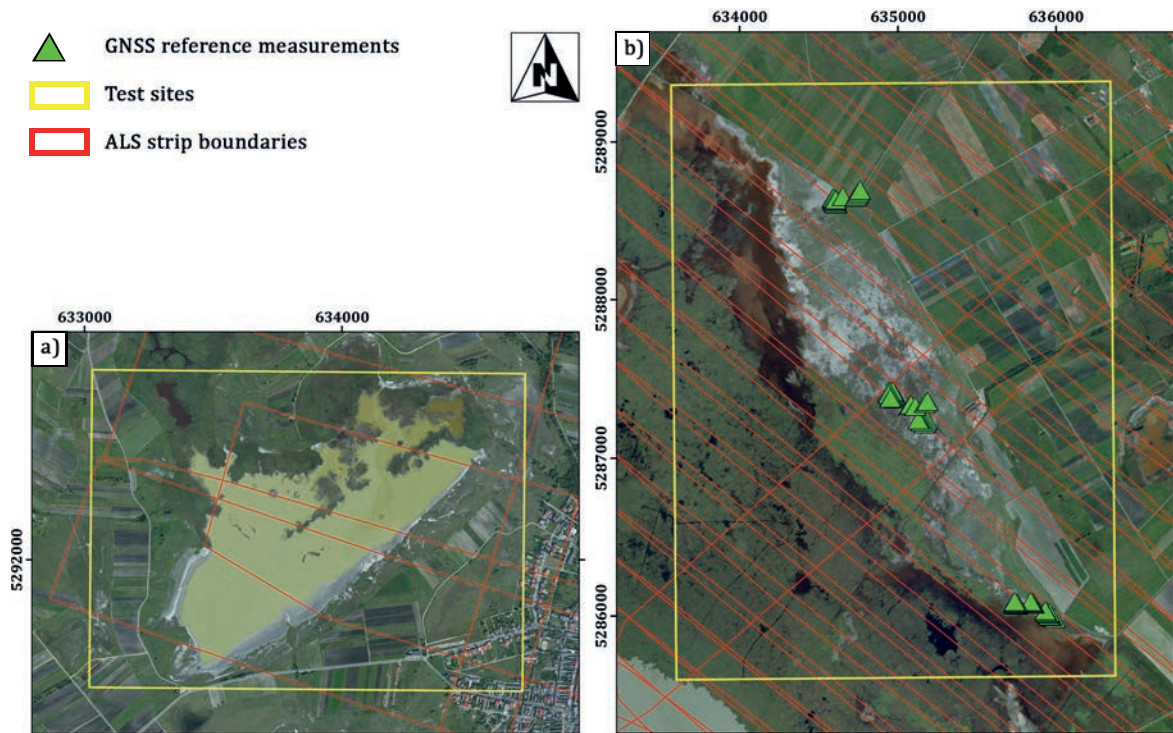 GNSS reference measurements
Test sites
ALS strip boundaries
N
a)
633000
634000
5292000
b)
634000
635000
636000
5289000
5288000
5287000
5286000